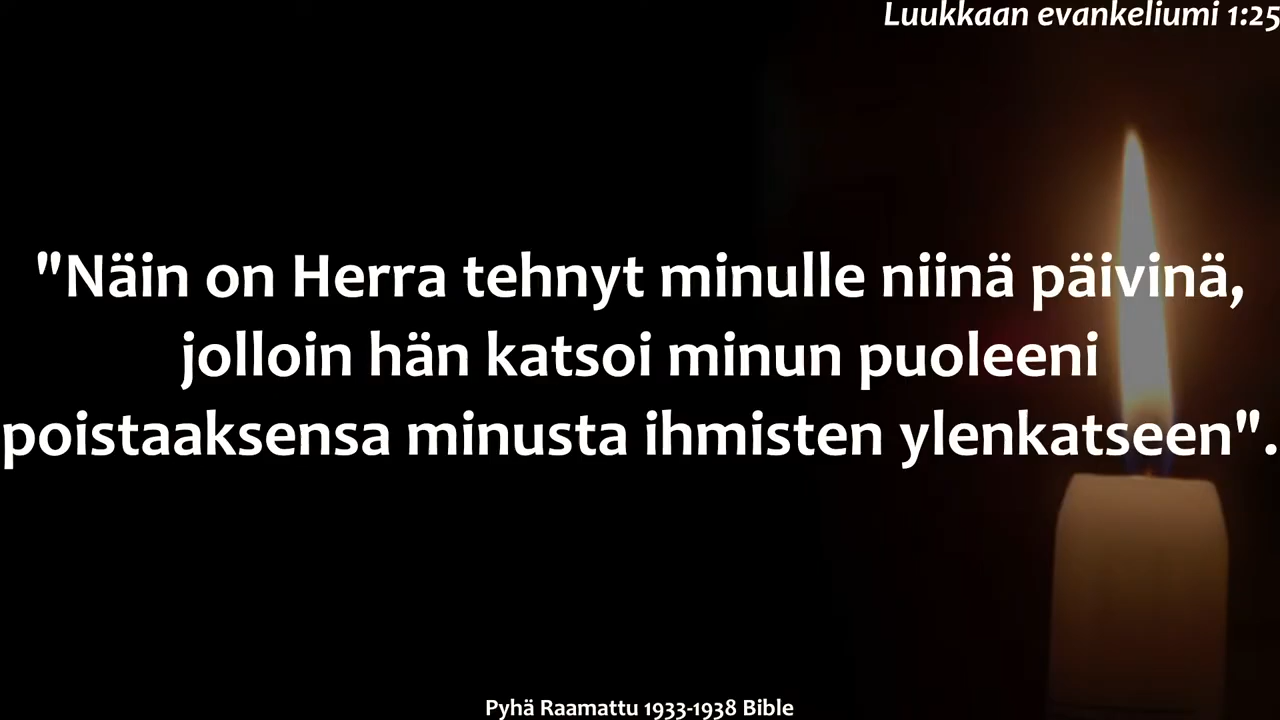 Luukkaan evankeliumi 1:25
"Näin on Herra tehnyt minulle niinä päivinä,
jolloin hän katsoi minun puoleeni
poistaaksensa minusta ihmisten ylenkatseen".
Pyhä Raamattu 1933-1938 Bible